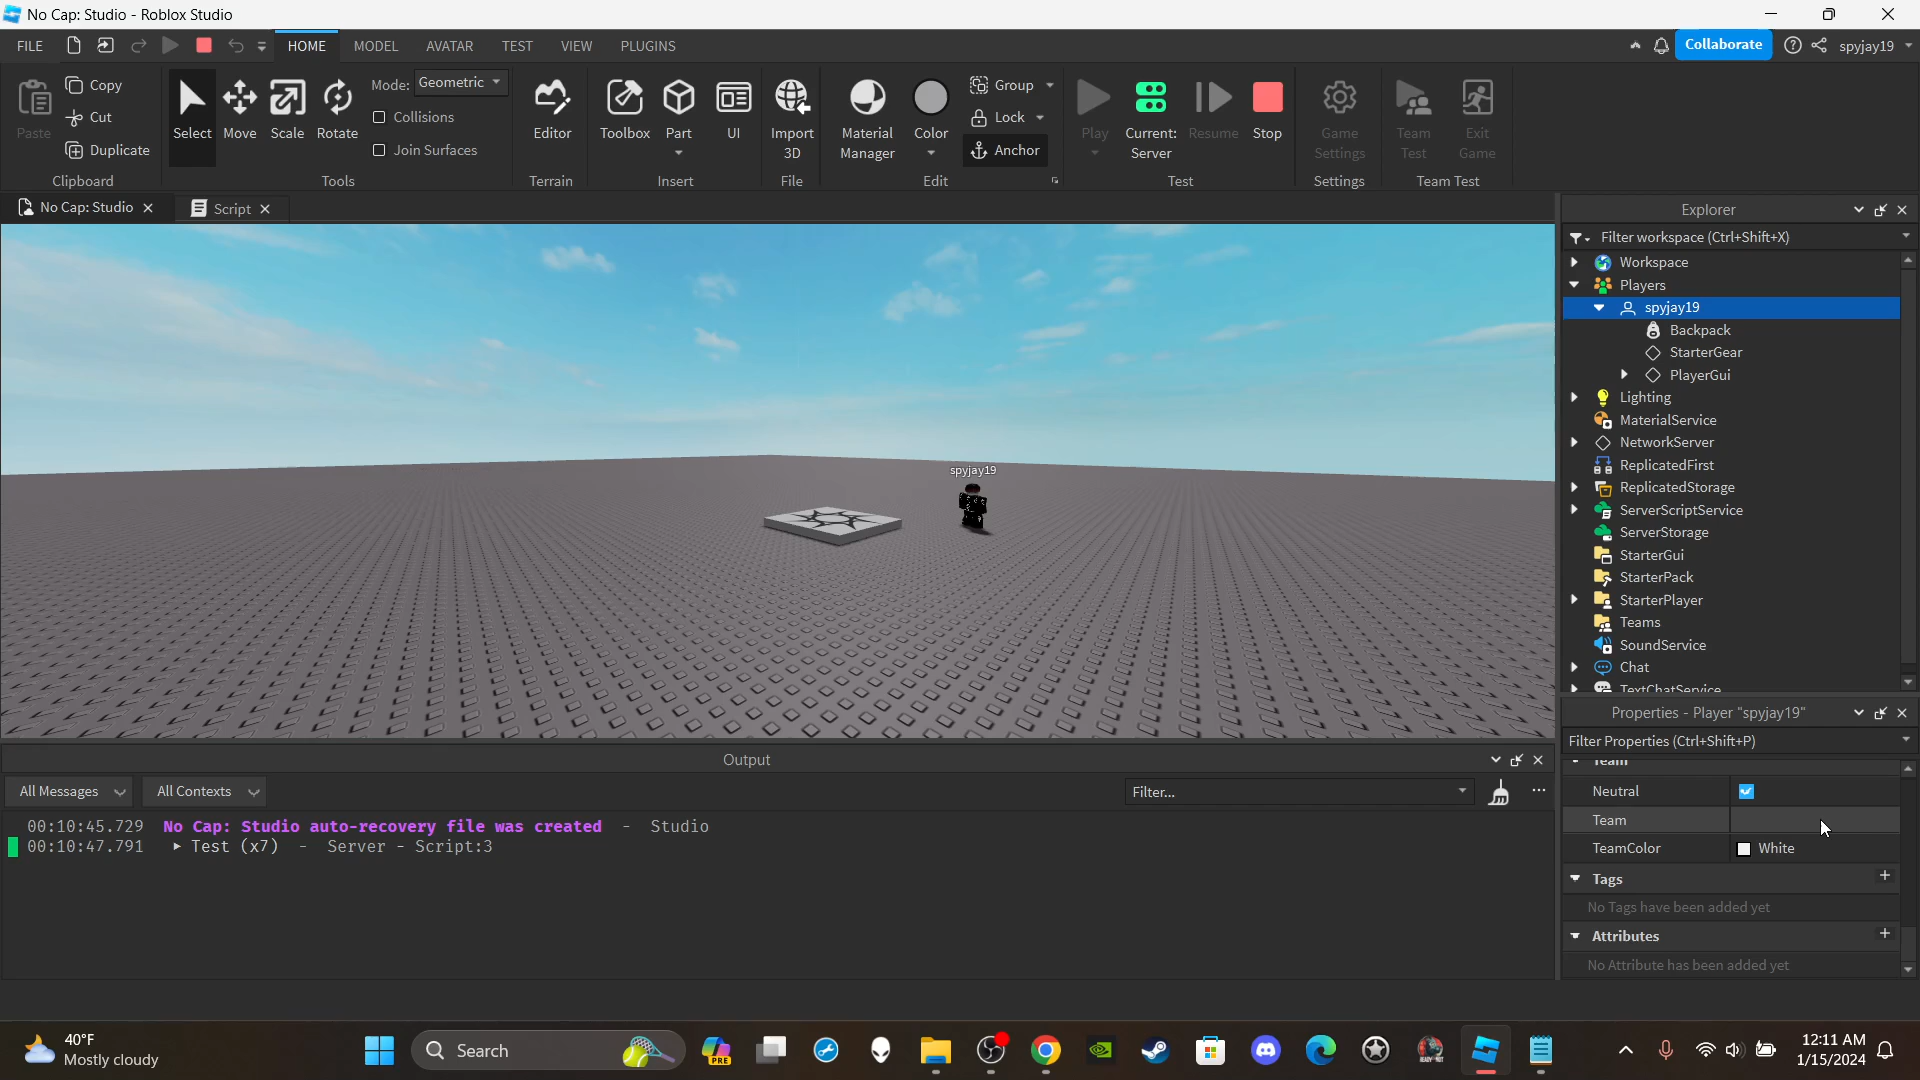 No Cap: Studio - Roblox Studio
FILE HOME MODEL AVATAR TEST VIEW PLUGINS Collaborate spyjay19
Paste Copy Cut Duplicate Clipboard
Select Move Scale Rotate Mode: Geometric Collisions Join Surfaces Tools
Editor Terrain
Toolbox Part UI Insert
Import 3D File
Material Manager Color Group Lock Anchor Edit
Play Current: Server Resume Stop Test
Game Settings Settings
Team Test Exit Game Team Test
No Cap: Studio Script
spyjay19
Explorer
Filter workspace (Ctrl+Shift+X)
Workspace
Players
spyjay19
Backpack
StarterGear
PlayerGui
Lighting
MaterialService
NetworkServer
ReplicatedFirst
ReplicatedStorage
ServerScriptService
ServerStorage
StarterGui
StarterPack
StarterPlayer
Teams
SoundService
Chat
TextChatService
Properties - Player "spyjay19"
Filter Properties (Ctrl+Shift+P)
Team
Neutral
Team
TeamColor White
Tags
No Tags have been added yet
Attributes
No Attribute has been added yet
Output
All Messages All Contexts Filter...
00:10:45.729 No Cap: Studio auto-recovery file was created - Studio
00:10:47.791 Test (x7) - Server - Script:3
40°F
Mostly cloudy
Search
PRE
12:11 AM
1/15/2024